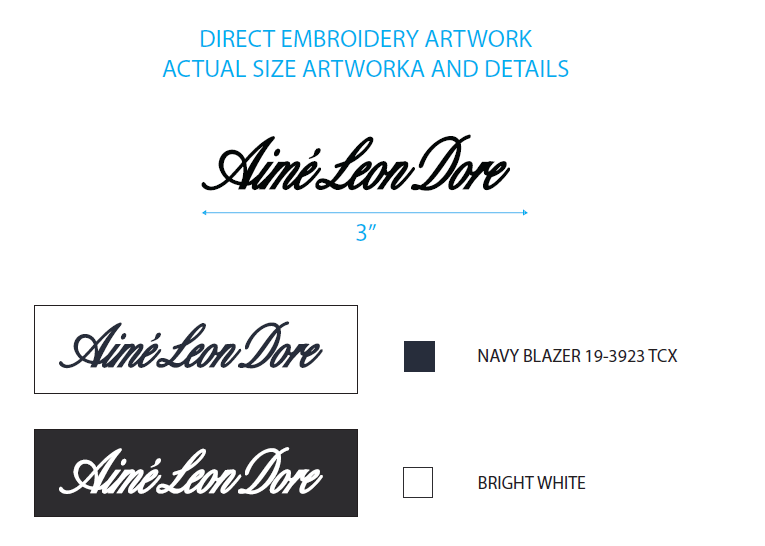 DIRECT EMBROIDERY ARTWORK
ACTUAL SIZE ARTWORKA AND DETAILS
Aimé Leon Dore
3”
Aimé Leon Dore
NAVY BLAZER 19-3923 TCX
Aimé Leon Dore
BRIGHT WHITE